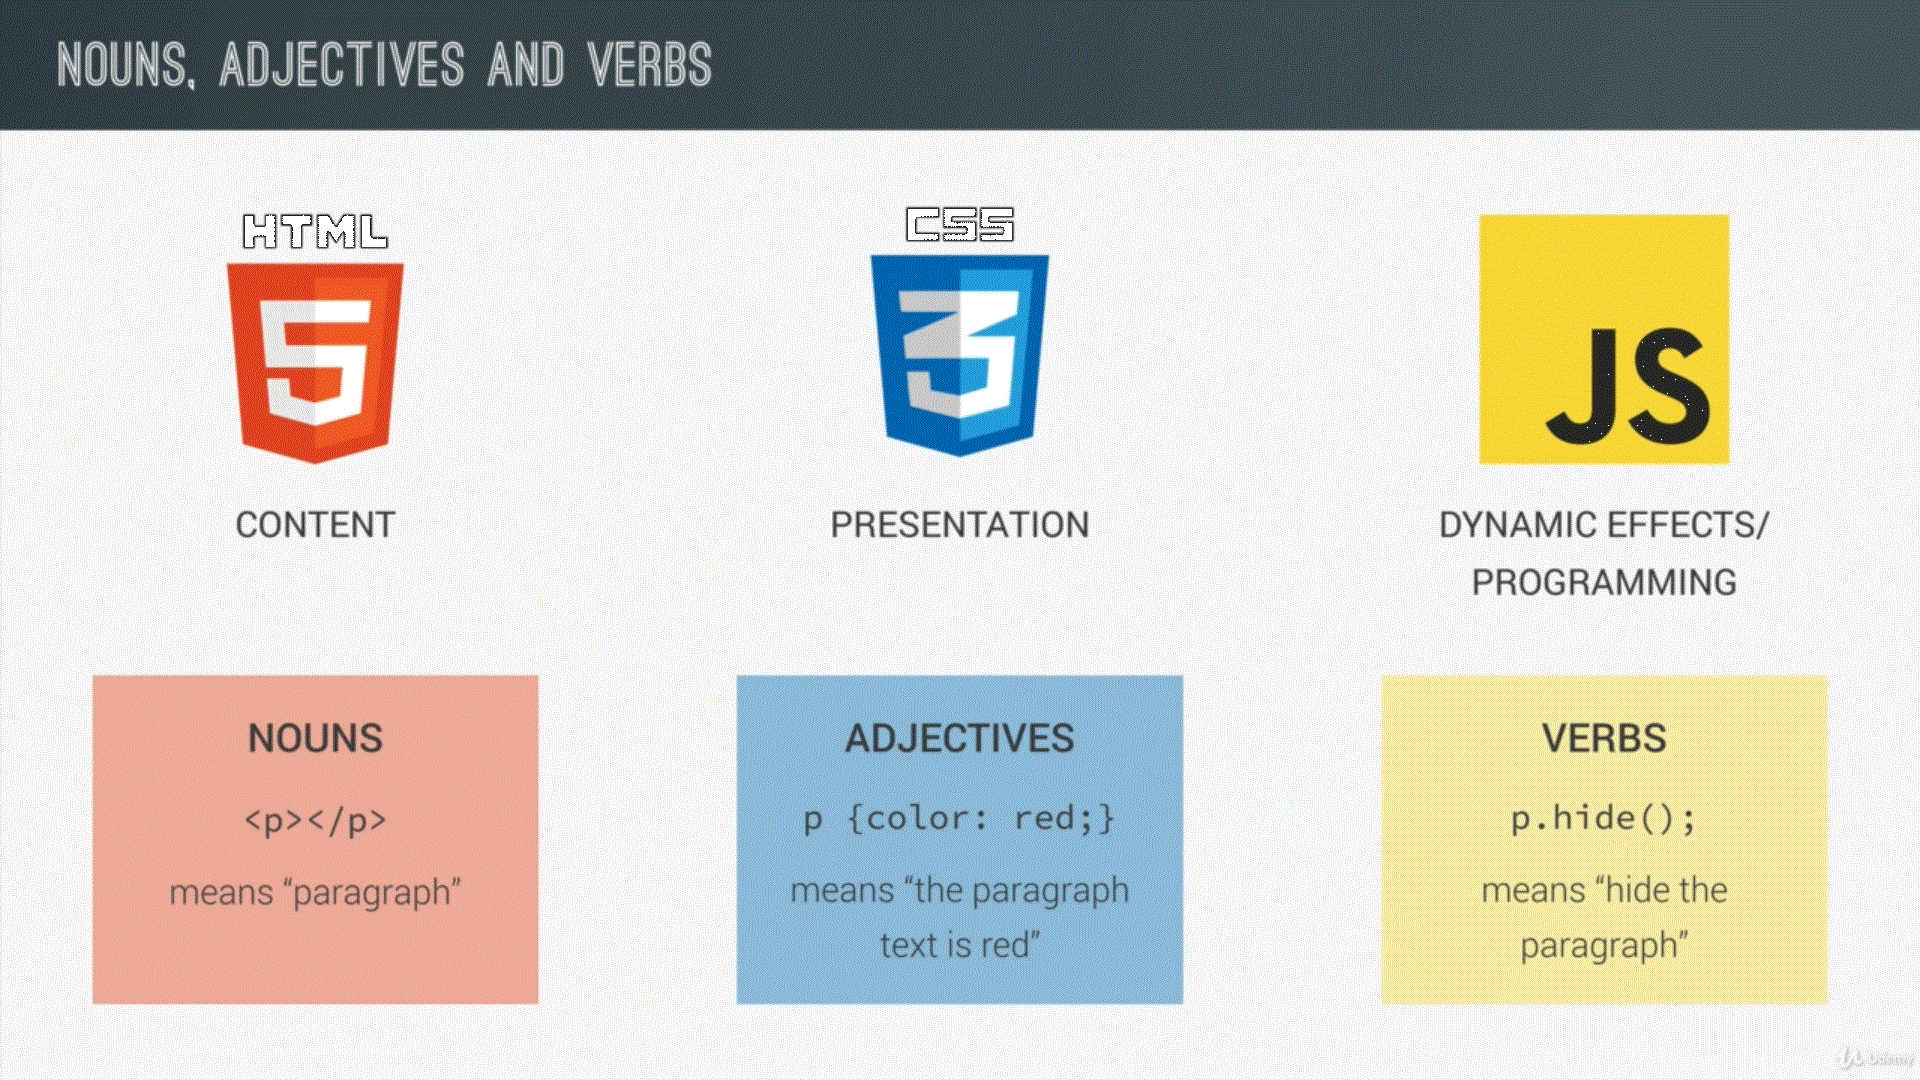 NOUNS, ADJECTIVES AND VERBS
HTML
5
CONTENT
NOUNS
<p></p>
means “paragraph”
CSS
3
PRESENTATION
ADJECTIVES
p {color: red;}
means “the paragraph
text is red”
JS
DYNAMIC EFFECTS/
PROGRAMMING
VERBS
p.hide();
means “hide the
paragraph”
Udemy